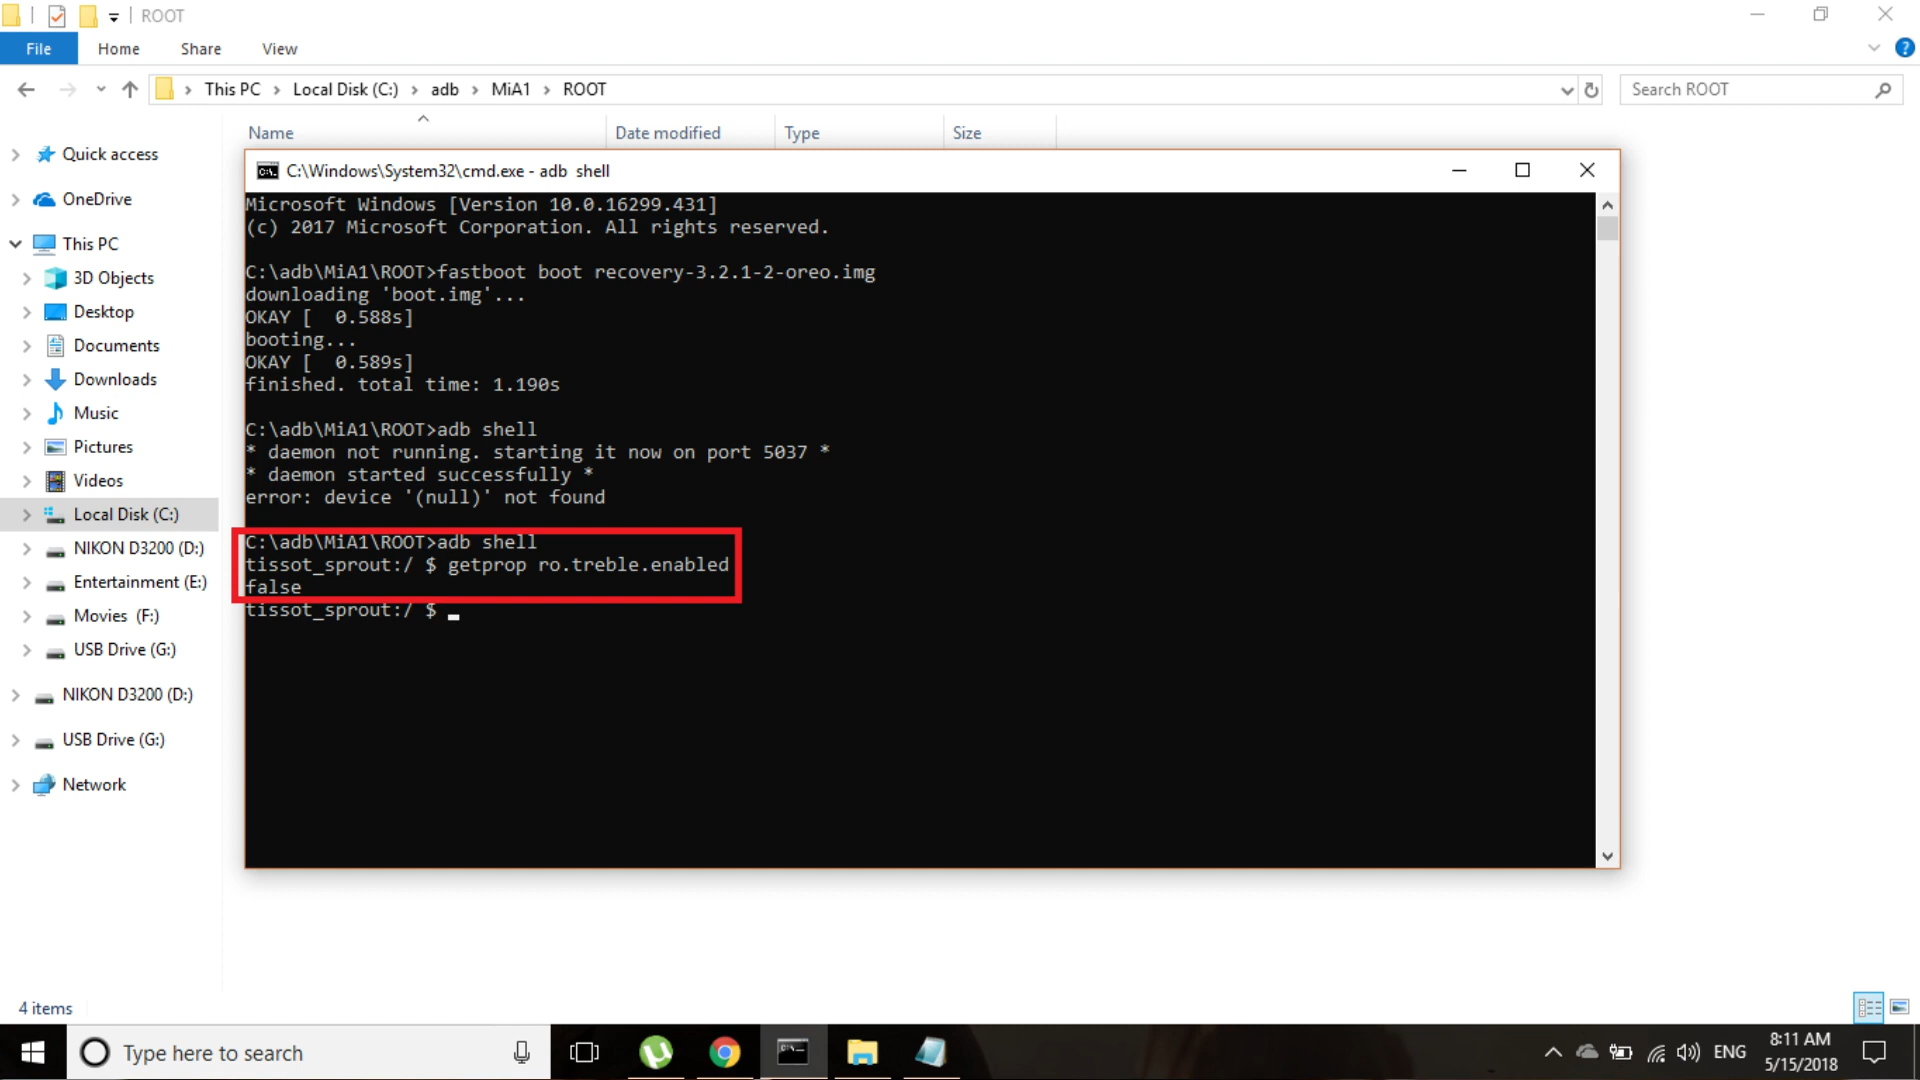 ROOT
File Home Share View
This PC Local Disk (C:) adb MiA1 ROOT
Search ROOT
Name Date modified Type Size
Quick access
OneDrive
This PC
3D Objects
Desktop
Documents
Downloads
Music
Pictures
Videos
Local Disk (C:)
NIKON D3200 (D:)
Entertainment (E:)
Movies (F:)
USB Drive (G:)
NIKON D3200 (D:)
USB Drive (G:)
Network
C:\Windows\System32\cmd.exe - adb shell
Microsoft Windows [Version 10.0.16299.431]
(c) 2017 Microsoft Corporation. All rights reserved.
C:\adb\MiA1\ROOT>fastboot boot recovery-3.2.1-2-oreo.img
downloading 'boot.img'...
OKAY [ 0.588s]
booting...
OKAY [ 0.589s]
finished. total time: 1.190s
C:\adb\MiA1\ROOT>adb shell
* daemon not running. starting it now on port 5037 *
* daemon started successfully *
error: device '(null)' not found
C:\adb\MiA1\ROOT>adb shell
tissot_sprout:/ $ getprop ro.treble.enabled
false
tissot_sprout:/ $
4 items
Type here to search
ENG
8:11 AM
5/15/2018